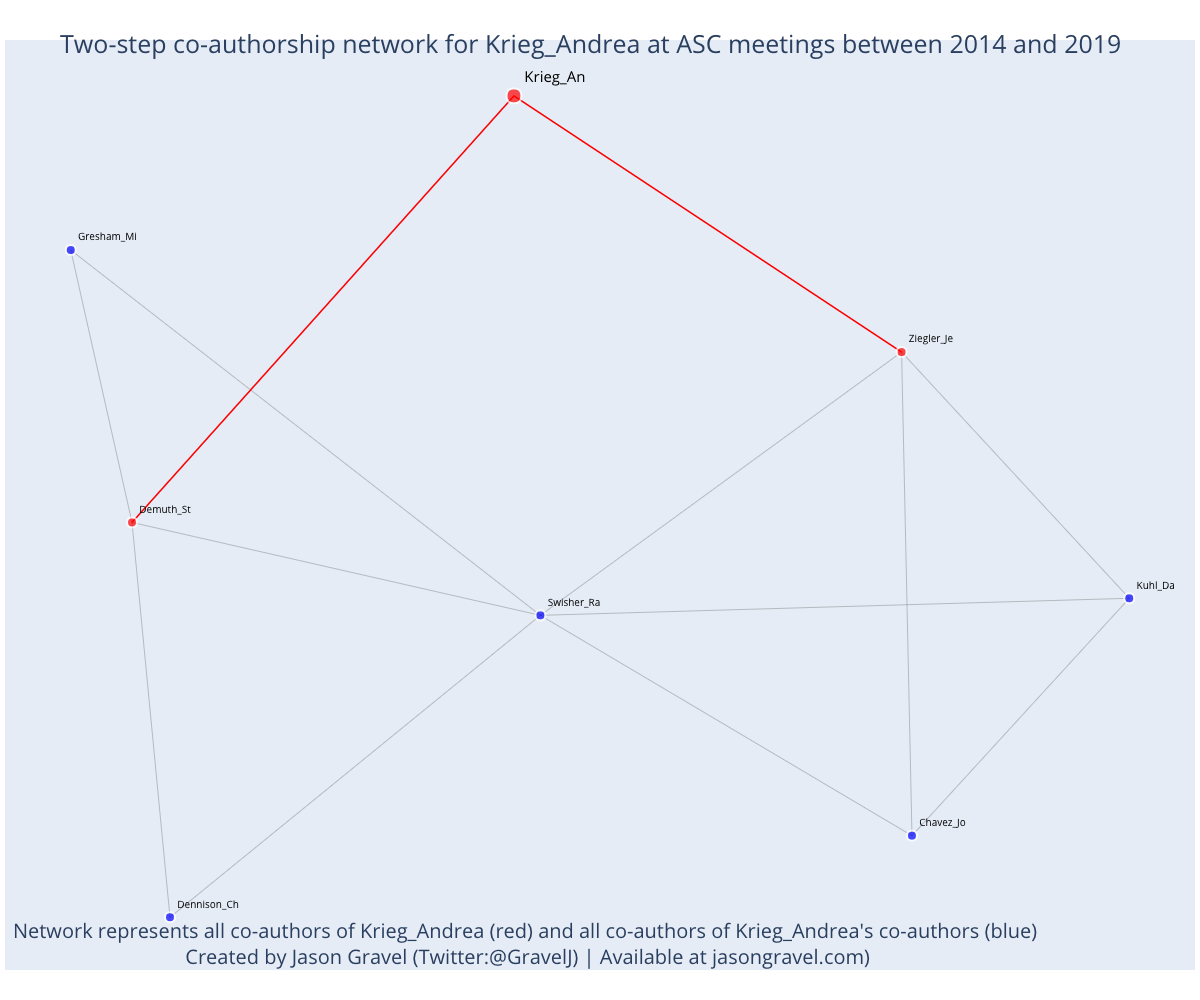 Two-step co-authorship network for Krieg_Andrea at ASC meetings between 2014 and 2019
Krieg_An
Gresham_Mi
Ziegler_Je
Demuth_St
Kuhl_Da
Swisher_Ra
Chavez_Jo
Dennison_Ch
Network represents all co-authors of Krieg_Andrea (red) and all co-authors of Krieg_Andrea's co-authors (blue)
Created by Jason Gravel (Twitter:@GravelJ) | Available at jasongravel.com)